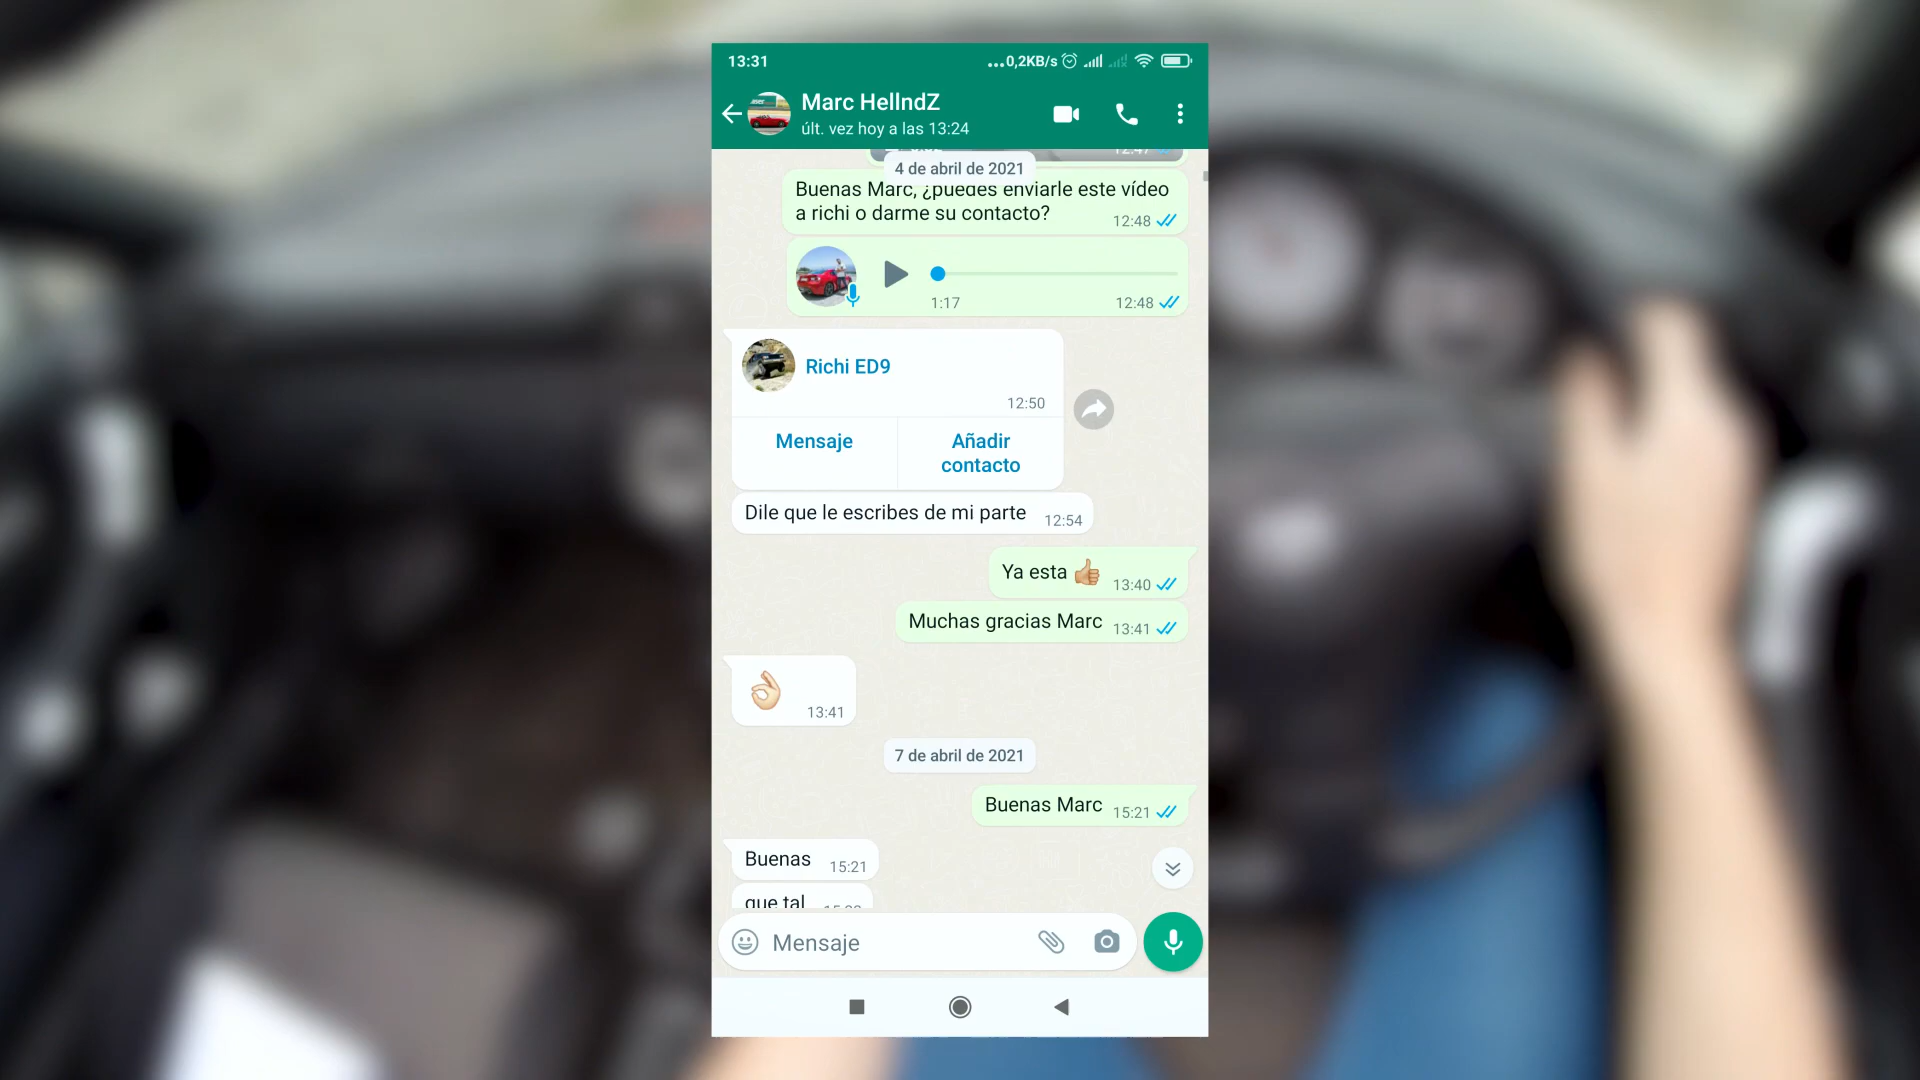 13:31
...0,2KB/s
Marc HellndZ
últ. vez hoy a las 13:24
12:47
4 de abril de 2021
Buenas Marc, ¿puedes enviarle este vídeo
a richi o darme su contacto?
12:48
1:17
12:48
Richi ED9
12:50
Mensaje
Añadir
contacto
Dile que le escribes de mi parte
12:54
Ya esta
13:40
Muchas gracias Marc
13:41
13:41
7 de abril de 2021
Buenas Marc
15:21
Buenas
15:21
que tal
Mensaje